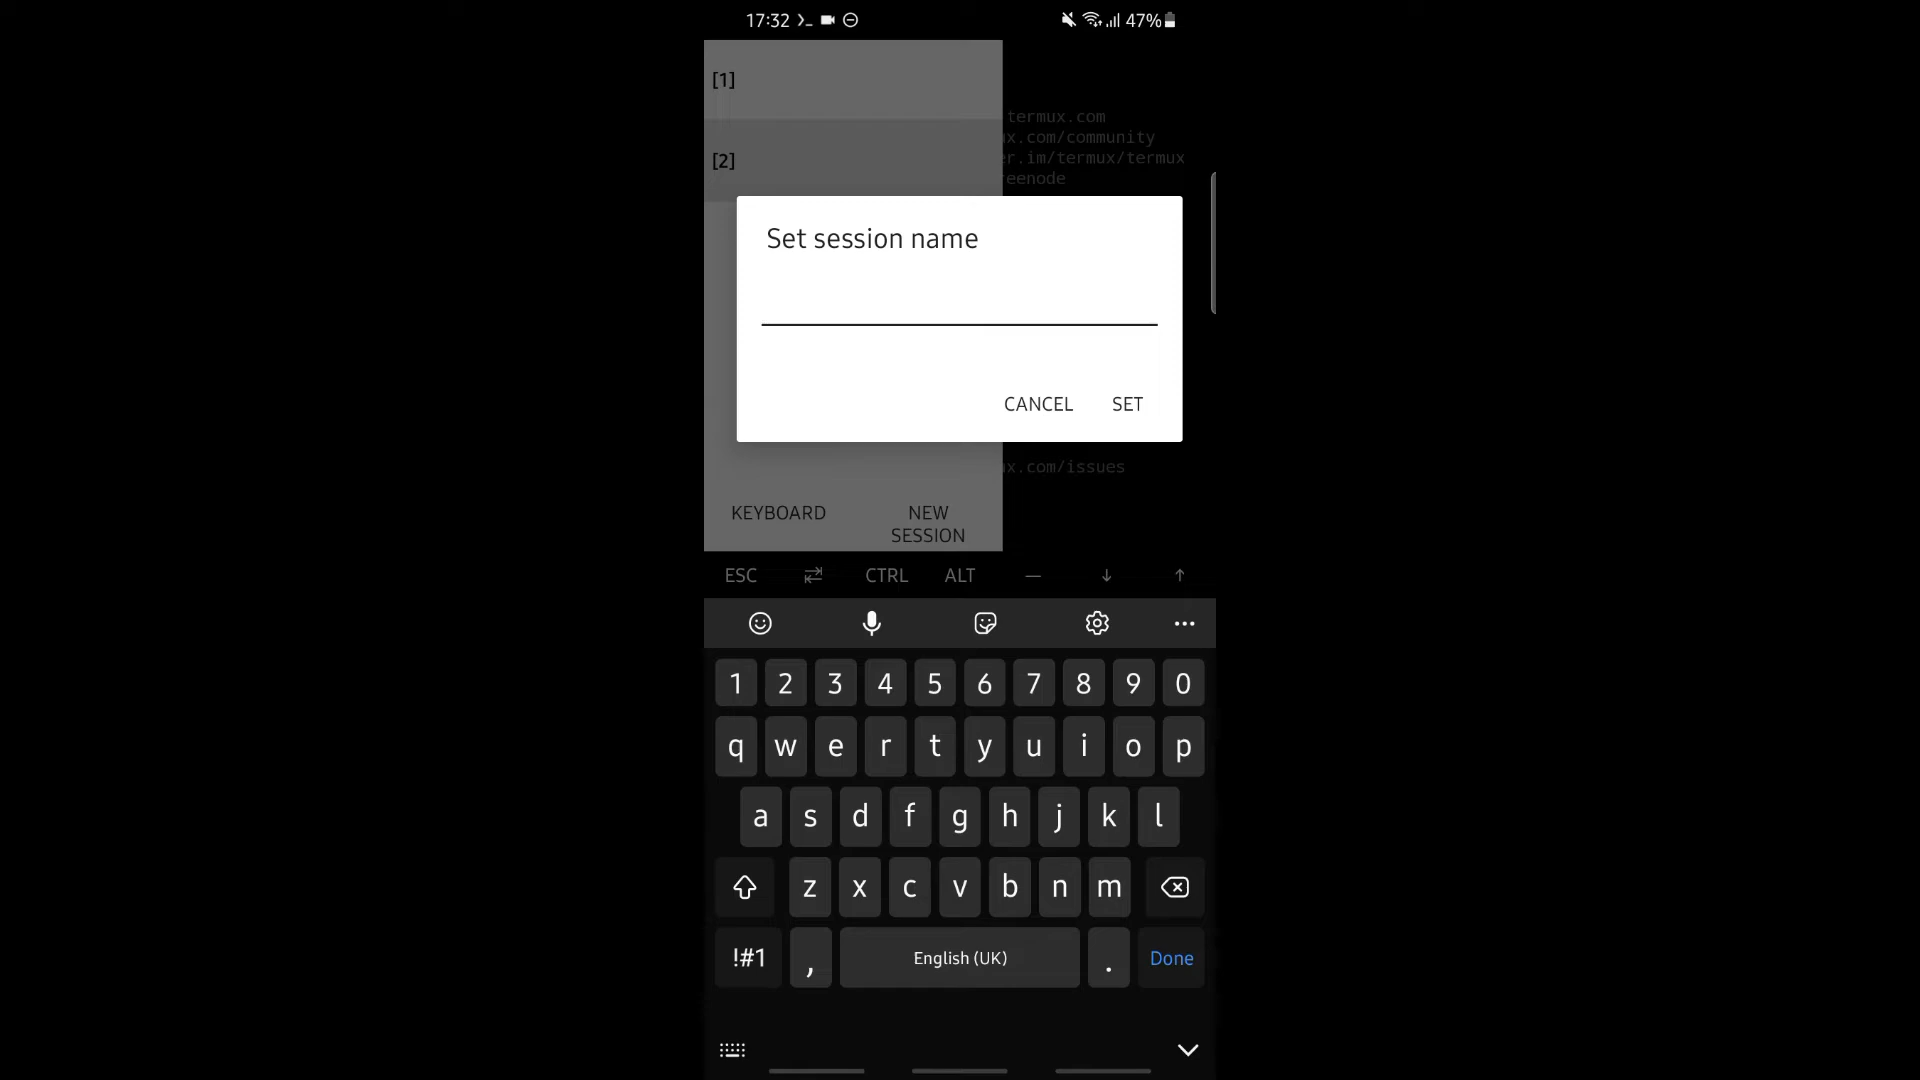 17:32
47%
[1]
termux.com
x.com/community
[2]
er.im/termux/termux
eenode
Set session name
CANCEL SET
x.com/issues
KEYBOARD NEW SESSION
ESC CTRL ALT —
1 2 3 4 5 6 7 8 9 0
q w e r t y u i o p
a s d f g h j k l
z x c v b n m
!#1 , English (UK) . Done